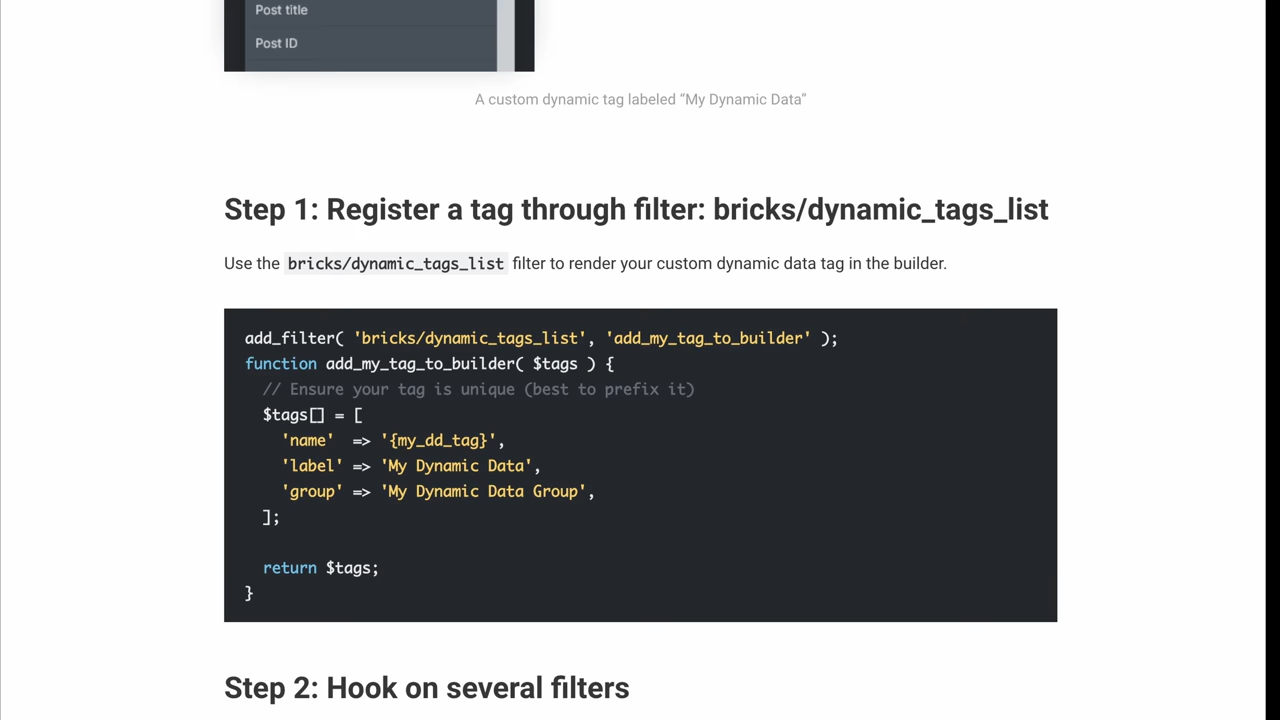 Post title
Post ID
A custom dynamic tag labeled “My Dynamic Data”
Step 1: Register a tag through filter: bricks/dynamic_tags_list
Use the bricks/dynamic_tags_list filter to render your custom dynamic data tag in the builder.
add_filter( 'bricks/dynamic_tags_list', 'add_my_tag_to_builder' );
function add_my_tag_to_builder( $tags ) {
  // Ensure your tag is unique (best to prefix it)
  $tags[] = [
    'name'  => '{my_dd_tag}',
    'label' => 'My Dynamic Data',
    'group' => 'My Dynamic Data Group',
  ];
  return $tags;
}
Step 2: Hook on several filters